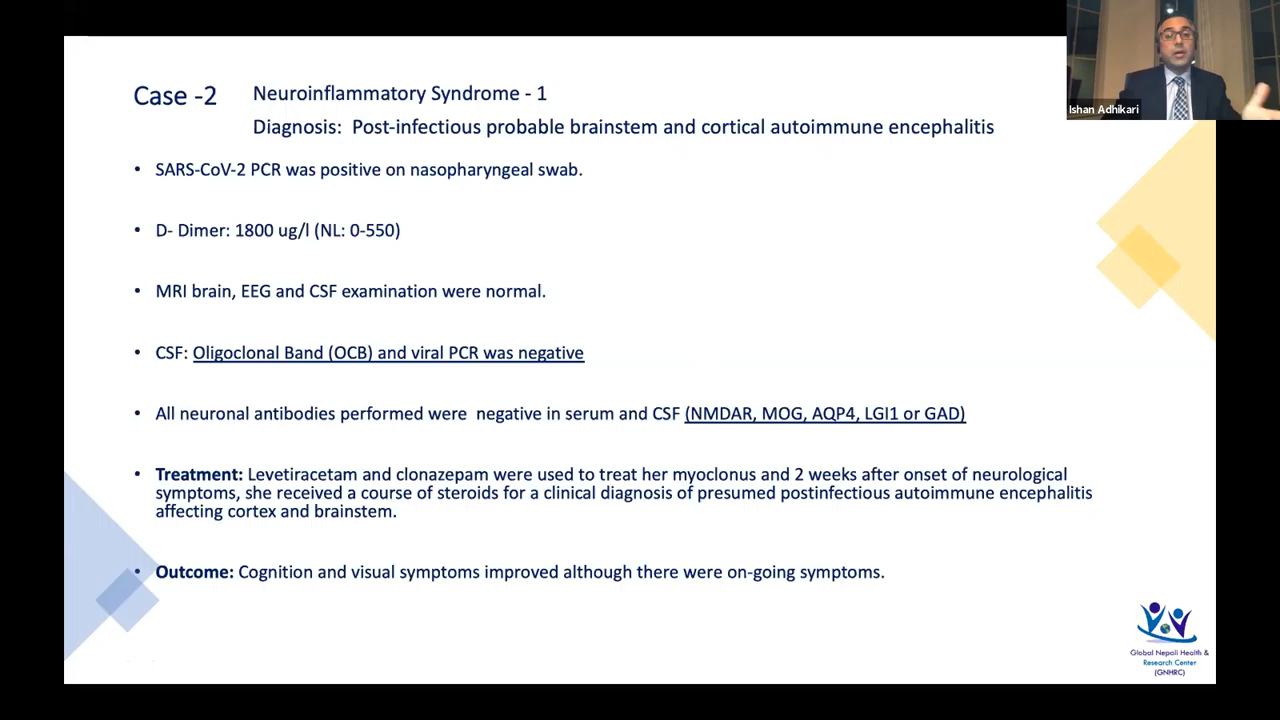 Case -2
Neuroinflammatory Syndrome - 1
Diagnosis: Post-infectious probable brainstem and cortical autoimmune encephalitis
• SARS-CoV-2 PCR was positive on nasopharyngeal swab.
• D- Dimer: 1800 ug/l (NL: 0-550)
• MRI brain, EEG and CSF examination were normal.
• CSF: Oligoclonal Band (OCB) and viral PCR was negative
• All neuronal antibodies performed were negative in serum and CSF (NMDAR, MOG, AQP4, LGI1 or GAD)
• Treatment: Levetiracetam and clonazepam were used to treat her myoclonus and 2 weeks after onset of neurological
symptoms, she received a course of steroids for a clinical diagnosis of presumed postinfectious autoimmune encephalitis
affecting cortex and brainstem.
• Outcome: Cognition and visual symptoms improved although there were on-going symptoms.
Ishan Adhikari
Global Nepali Health &
Research Center
(GNHRC)